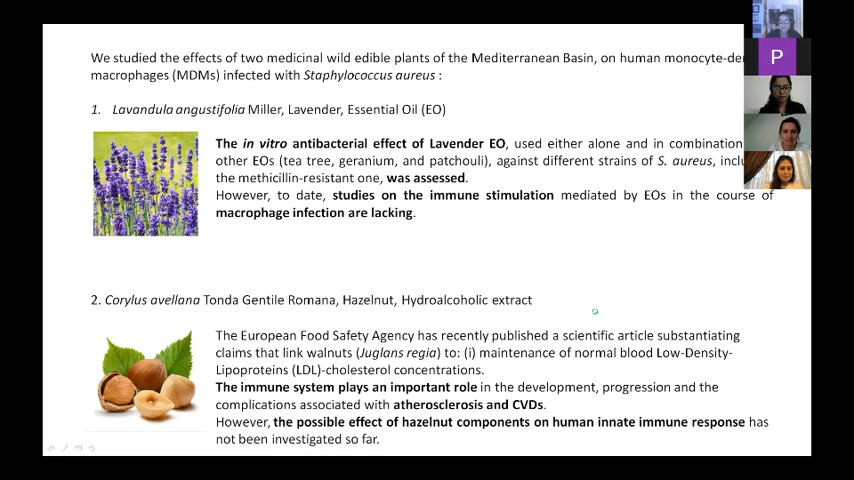 We studied the effects of two medicinal wild edible plants of the Mediterranean Basin, on human
macrophages (MDMs) infected with Staphylococcus aureus :
1. Lavandula angustifolia Miller, Lavender, Essential Oil (EO)
The in vitro antibacterial effect of Lavender EO, used either alone and in combination
other EOs (tea tree, geranium, and patchouli), against different strains of S. aureus,
the methicillin-resistant one, was assessed.
However, to date, studies on the immune stimulation mediated by EOs in the course of
macrophage infection are lacking.
2. Corylus avellana Tonda Gentile Romana, Hazelnut, Hydroalcoholic extract
The European Food Safety Agency has recently published a scientific article substantiating
claims that link walnuts (Juglans regia) to: (i) maintenance of normal blood Low-Density-
Lipoproteins (LDL)-cholesterol concentrations.
The immune system plays an important role in the development, progression and the
complications associated with atherosclerosis and CVDs.
However, the possible effect of hazelnut components on human innate immune response has
not been investigated so far.
P